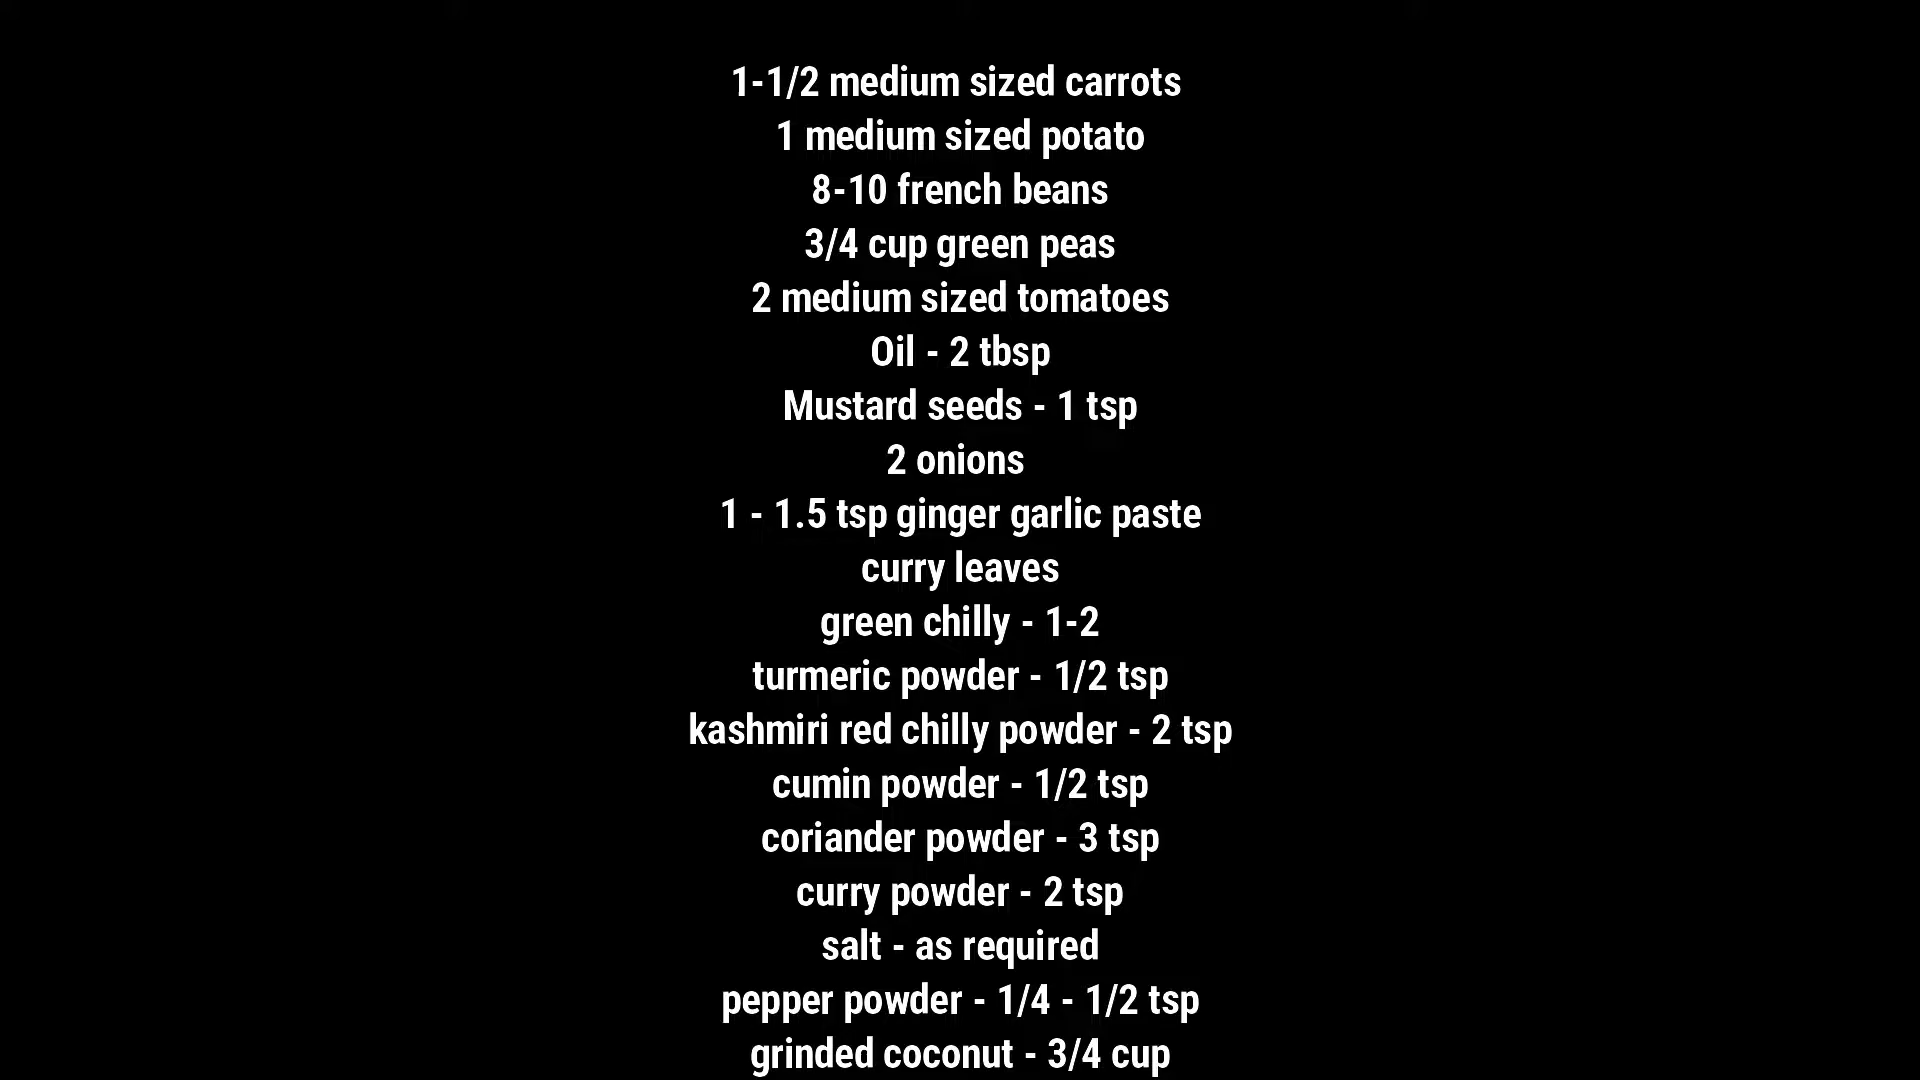 1-1/2 medium sized carrots
1 medium sized potato
8-10 french beans
3/4 cup green peas
2 medium sized tomatoes
Oil - 2 tbsp
Mustard seeds - 1 tsp
2 onions
1 - 1.5 tsp ginger garlic paste
curry leaves
green chilly - 1-2
turmeric powder - 1/2 tsp
kashmiri red chilly powder - 2 tsp
cumin powder - 1/2 tsp
coriander powder - 3 tsp
curry powder - 2 tsp
salt - as required
pepper powder - 1/4 - 1/2 tsp
grinded coconut - 3/4 cup